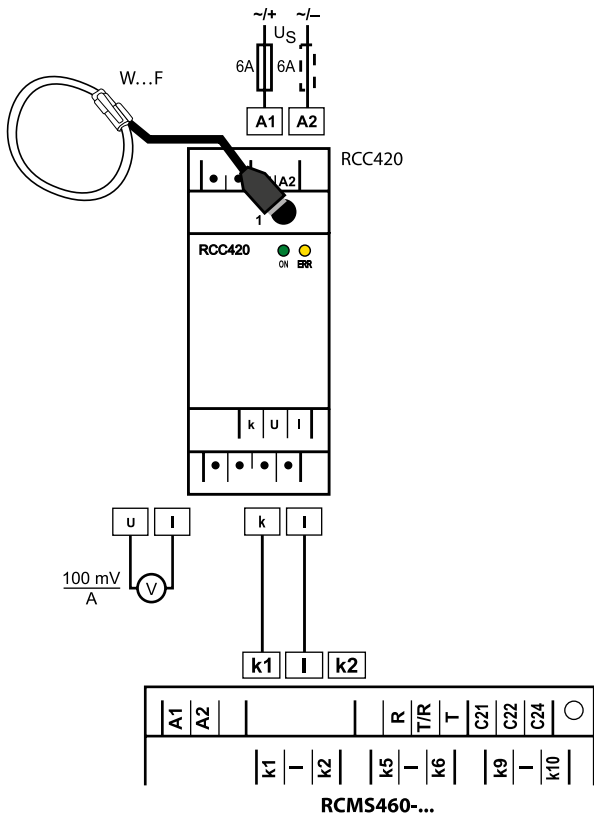 ~/+ ~/–
U_S
6A 6A
W...F
A1 A2
RCC420
A2
1
RCC420
ON ERR
k U l
U l k l
100 mV
A
V
k1 l k2
A1 A2 R T/R T C21 C22 C24
k1 l k2 k5 l k6 k9 l k10
RCMS460-...